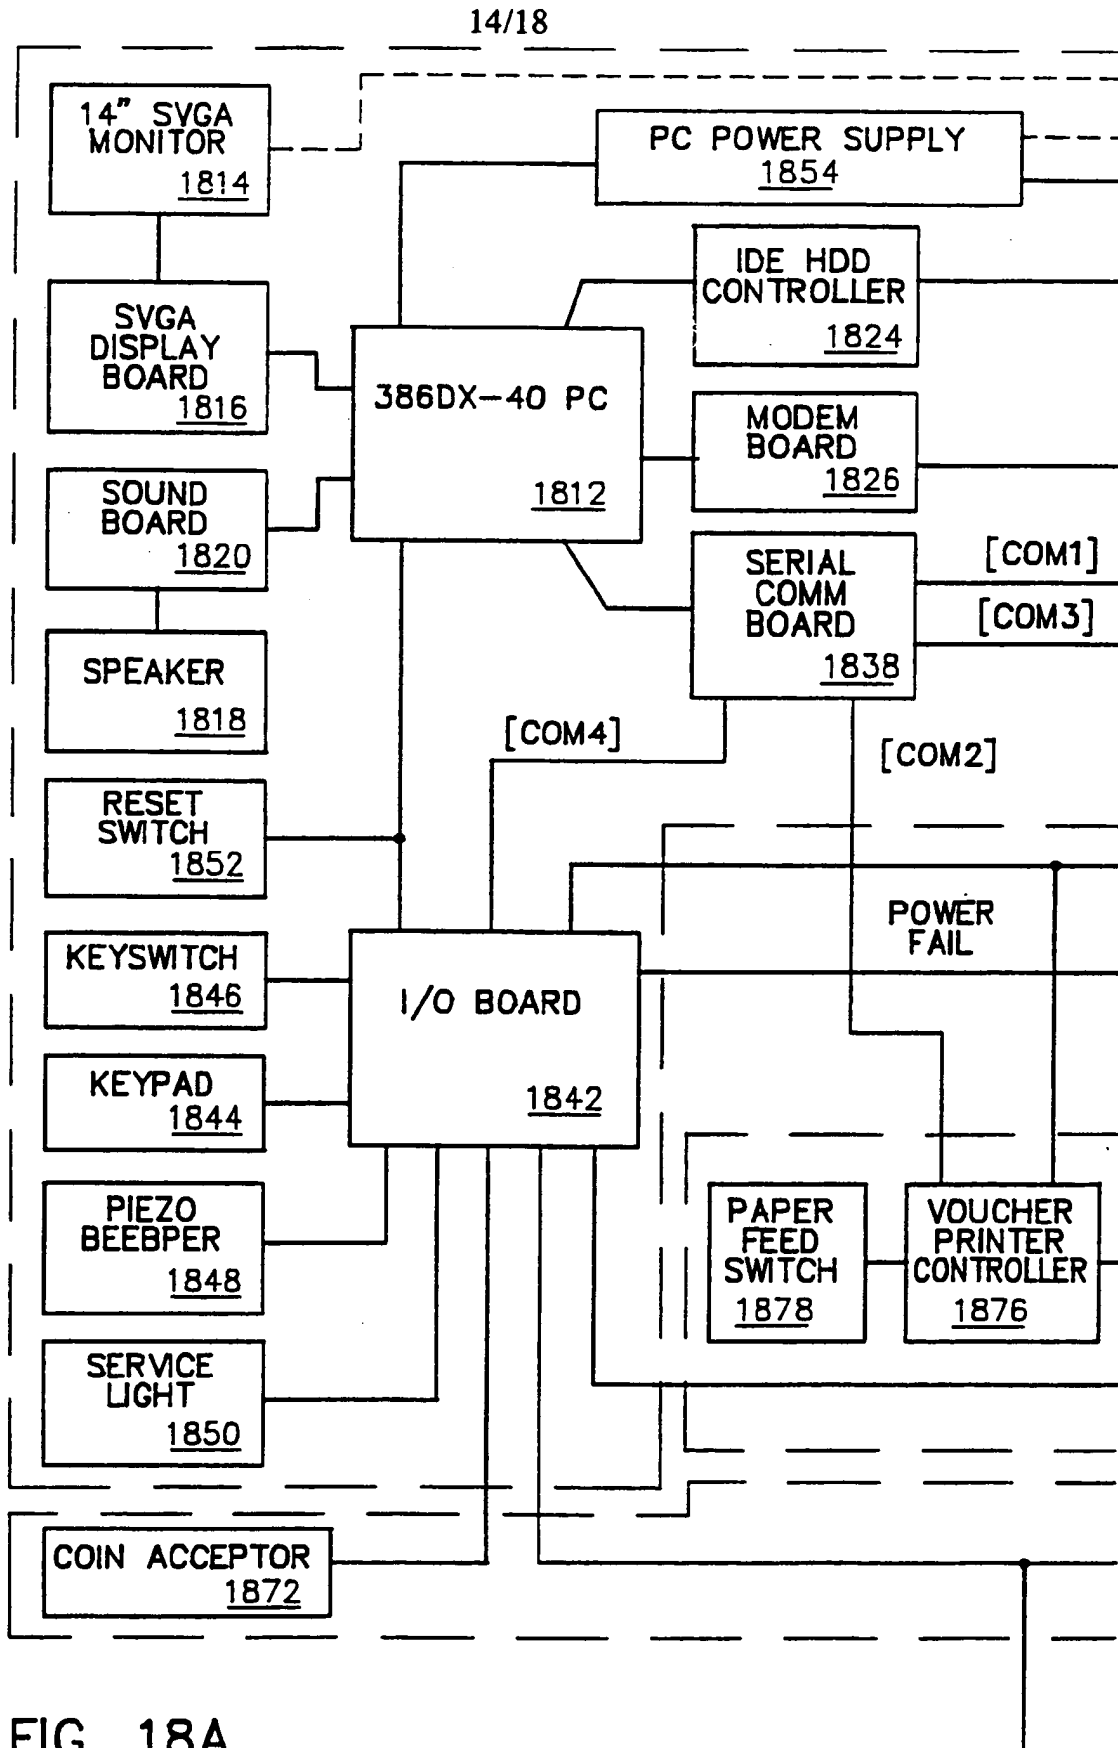 14/18
14" SVGA
MONITOR
1814
PC POWER SUPPLY
1854
IDE HDD
CONTROLLER
1824
SVGA
DISPLAY
BOARD
1816
386DX-40 PC
1812
MODEM
BOARD
1826
SOUND
BOARD
1820
SERIAL
COMM
BOARD
1838
[COM1]
[COM3]
SPEAKER
1818
[COM4]
[COM2]
RESET
SWITCH
1852
POWER
FAIL
KEYSWITCH
1846
I/O BOARD
1842
KEYPAD
1844
PIEZO
BEEBPER
1848
PAPER
FEED
SWITCH
1878
VOUCHER
PRINTER
CONTROLLER
1876
SERVICE
LIGHT
1850
COIN ACCEPTOR
1872
FIG. 18A